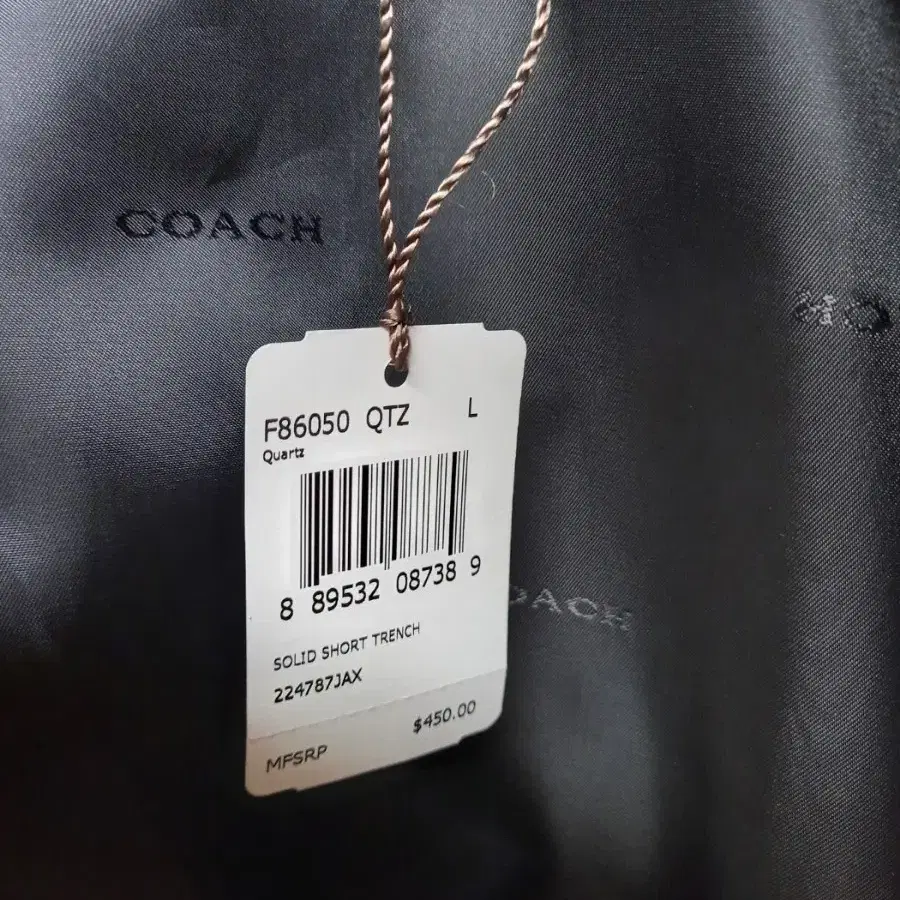 COACH
F86050 QTZ L
Quartz
8 89532 08738 9
COACH
SOLID SHORT TRENCH
224787JAX
$450.00
MFSRP